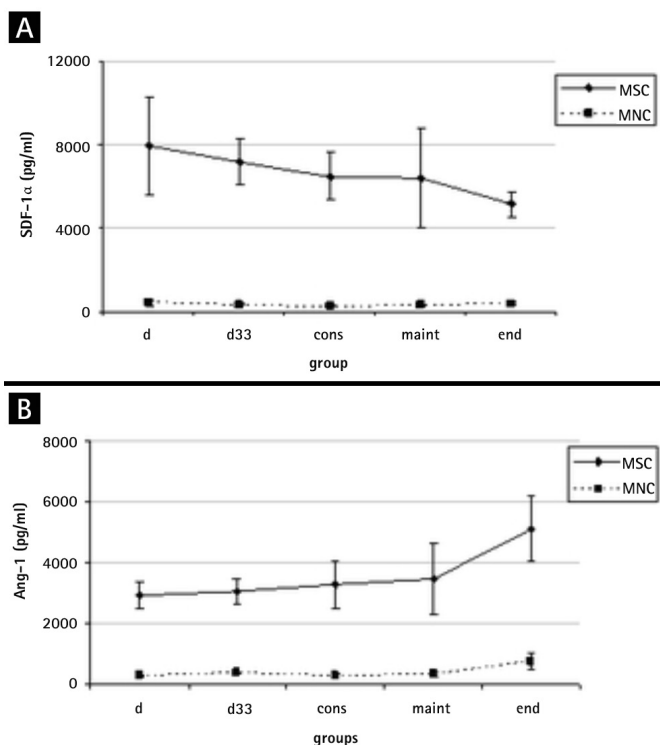 A
12000
8000
4000
0
SDF-1α (pg/ml)
d d33 cons maint end
group
MSC
MNC
B
8000
6000
4000
2000
0
Ang-1 (pg/ml)
d d33 cons maint end
groups
MSC
MNC